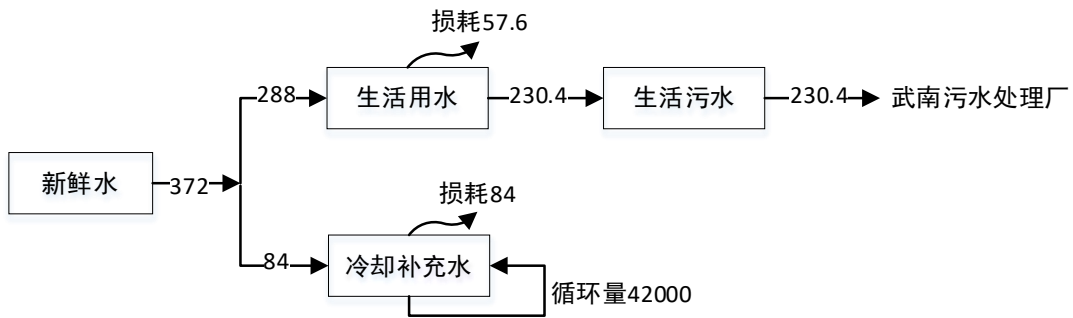 损耗57.6
288
生活用水
230.4
生活污水
230.4
武南污水处理厂
新鲜水
372
损耗84
84
冷却补充水
循环量42000